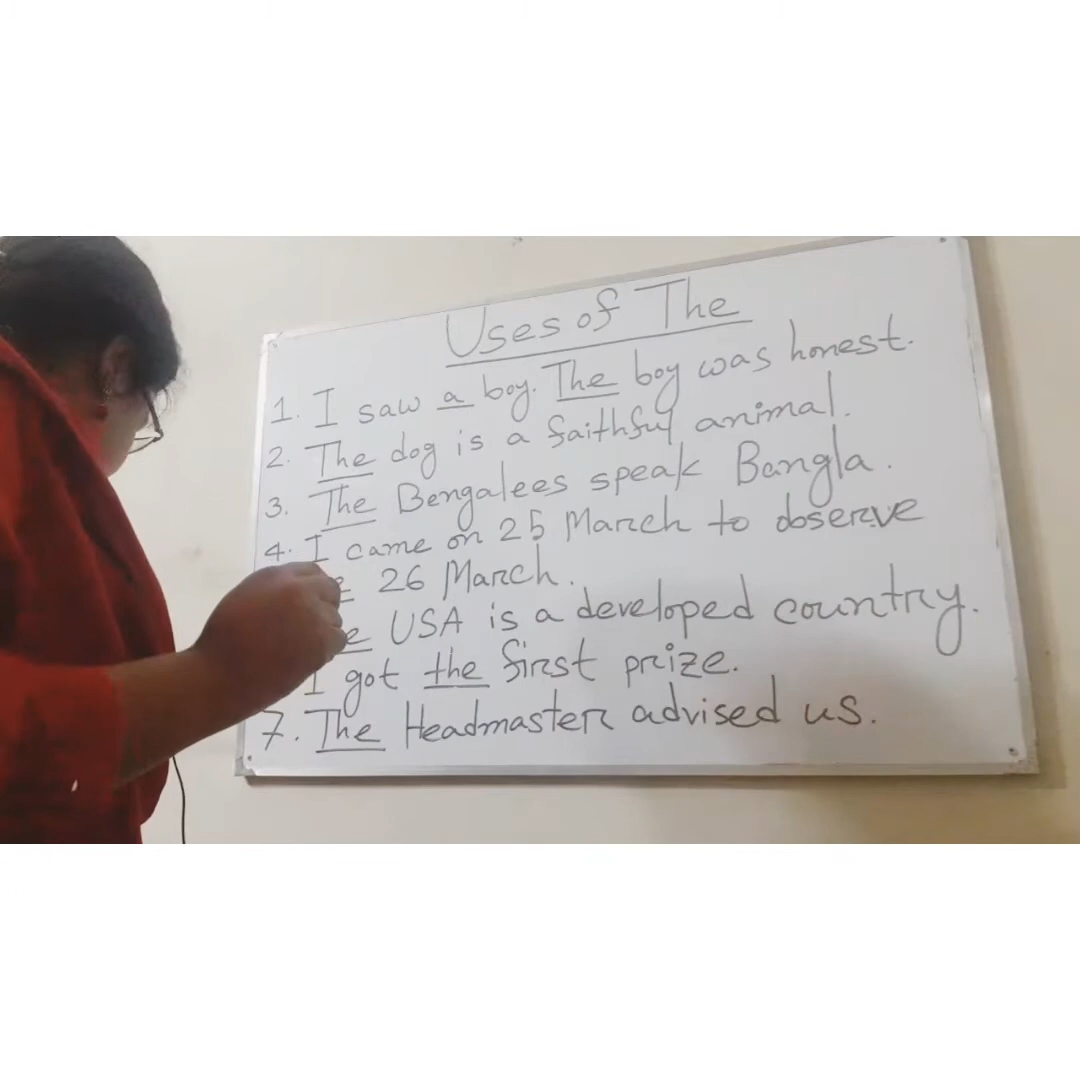 Uses of The
1. I saw a boy. The boy was honest.
2. The dog is a faithful animal.
3. The Bengalees speak Bangla.
4. I came on 25 March to observe
26 March.
USA is a developed country.
I got the first prize.
7. The Headmaster advised us.